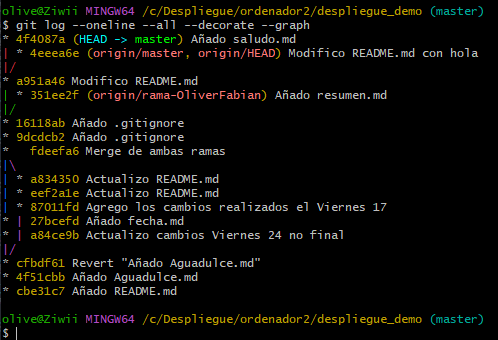 olive@Ziwii MINGW64 /c/Despliegue/ordenador2/despliegue_demo (master)
$ git log --oneline --all --decorate --graph
* 4f4087a (HEAD -> master) Añado saludo.md
| * 4eeea6e (origin/master, origin/HEAD) Modifico README.md con hola
|/
* a951a46 Modifico README.md
| * 351ee2f (origin/rama-OliverFabian) Añado resumen.md
|/
* 16118ab Añado .gitignore
* 9dcdcb2 Añado .gitignore
*   fdeefa6 Merge de ambas ramas
|\
| * a834350 Actualizo README.md
| * eef2a1e Actualizo README.md
| * 87011fd Agrego los cambios realizados el Viernes 17
* | 27bcefd Añado fecha.md
| * a84ce9b Actualizo cambios Viernes 24 no final
|/
* cfbdf61 Revert "Añado Aguadulce.md"
* 4f51cbb Añado Aguadulce.md
* cbe31c7 Añado README.md
olive@Ziwii MINGW64 /c/Despliegue/ordenador2/despliegue_demo (master)
$